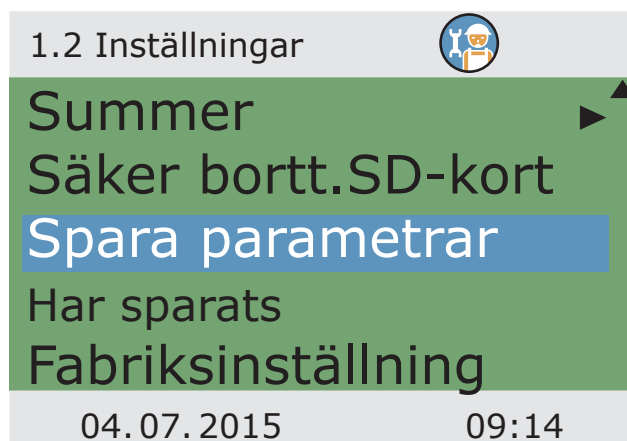 1.2 Inställningar
Summer
Säker bortt.SD-kort
Spara parametrar
Har sparats
Fabriksinställning
04.07.2015 09:14